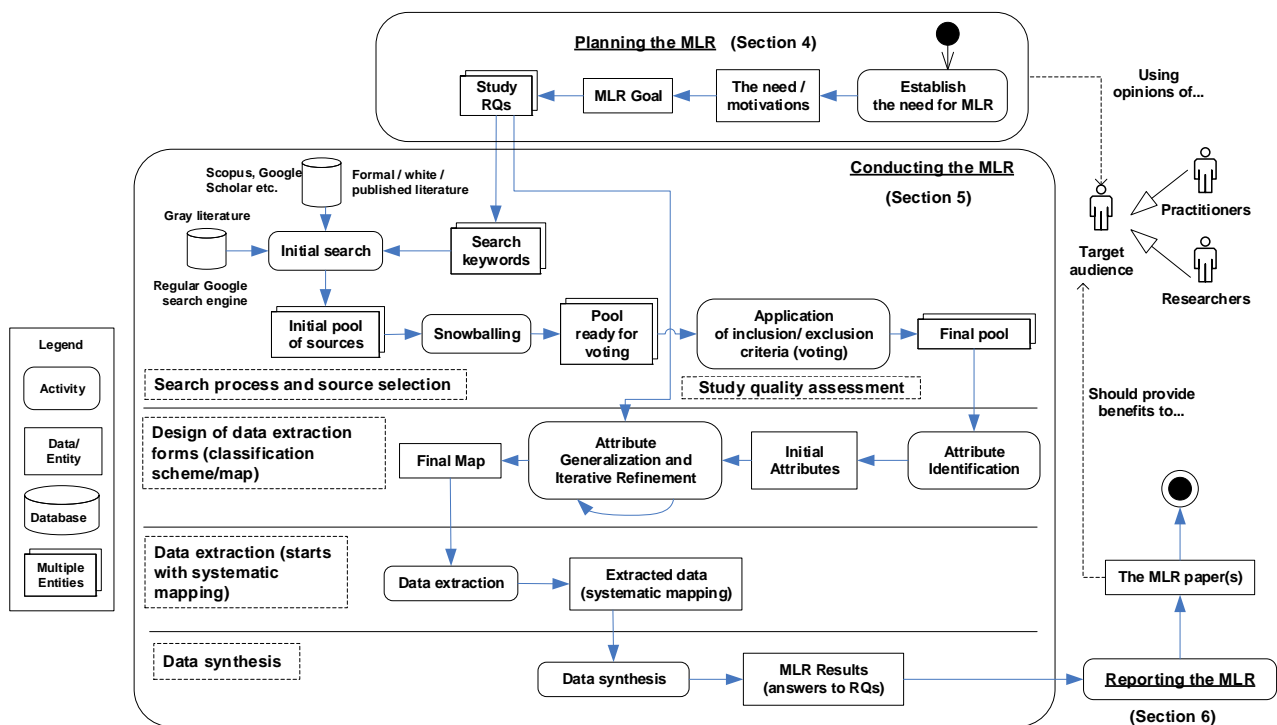 Planning the MLR (Section 4)
Establish
the need for MLR
The need /
motivations
MLR Goal
Study
RQs
Using
opinions of...
Conducting the MLR
(Section 5)
Scopus, Google
Scholar etc.
Formal / white /
published literature
Gray literature
Regular Google
search engine
Initial search
Search
keywords
Initial pool
of sources
Snowballing
Pool
ready for
voting
Application
of inclusion/ exclusion
criteria (voting)
Final pool
Search process and source selection
Study quality assessment
Practitioners
Target
audience
Researchers
Legend
Activity
Data/
Entity
Database
Multiple
Entities
Design of data extraction
forms (classification
scheme/map)
Final Map
Attribute
Generalization and
Iterative Refinement
Initial
Attributes
Attribute
Identification
Should provide
benefits to...
Data extraction (starts
with systematic
mapping)
Data extraction
Extracted data
(systematic mapping)
The MLR paper(s)
Data synthesis
Data synthesis
MLR Results
(answers to RQs)
Reporting the MLR
(Section 6)